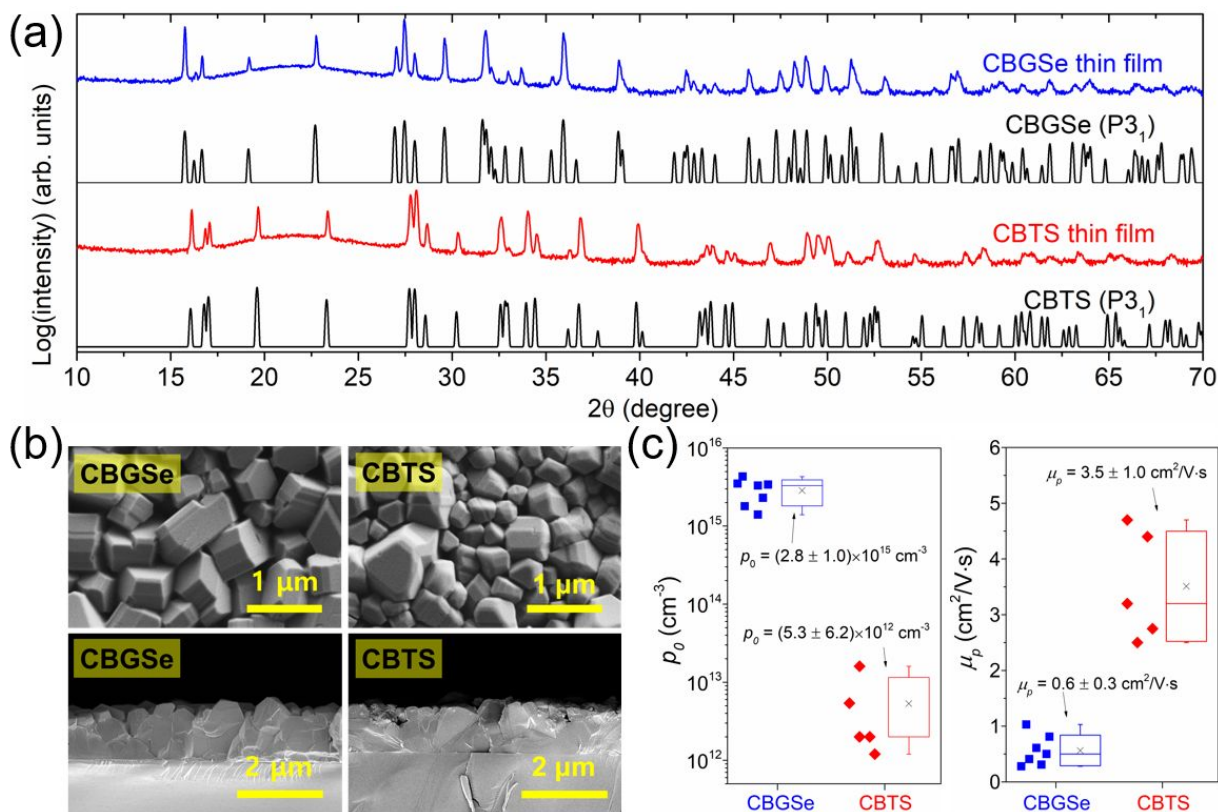 (a)
CBGSe thin film
CBGSe (P3₁)
CBTS thin film
CBTS (P3₁)
Log(intensity) (arb. units)
10 15 20 25 30 35 40 45 50 55 60 65 70
2θ (degree)
(b)
CBGSe
1 μm
CBTS
1 μm
CBGSe
2 μm
CBTS
2 μm
(c)
10¹⁶
10¹⁵
10¹⁴
10¹³
10¹²
p₀ (cm⁻³)
p₀ = (2.8 ± 1.0)×10¹⁵ cm⁻³
p₀ = (5.3 ± 6.2)×10¹² cm⁻³
CBGSe CBTS
6
5
4
3
2
1
0
μₚ (cm²/V·s)
μₚ = 3.5 ± 1.0 cm²/V·s
μₚ = 0.6 ± 0.3 cm²/V·s
CBGSe CBTS